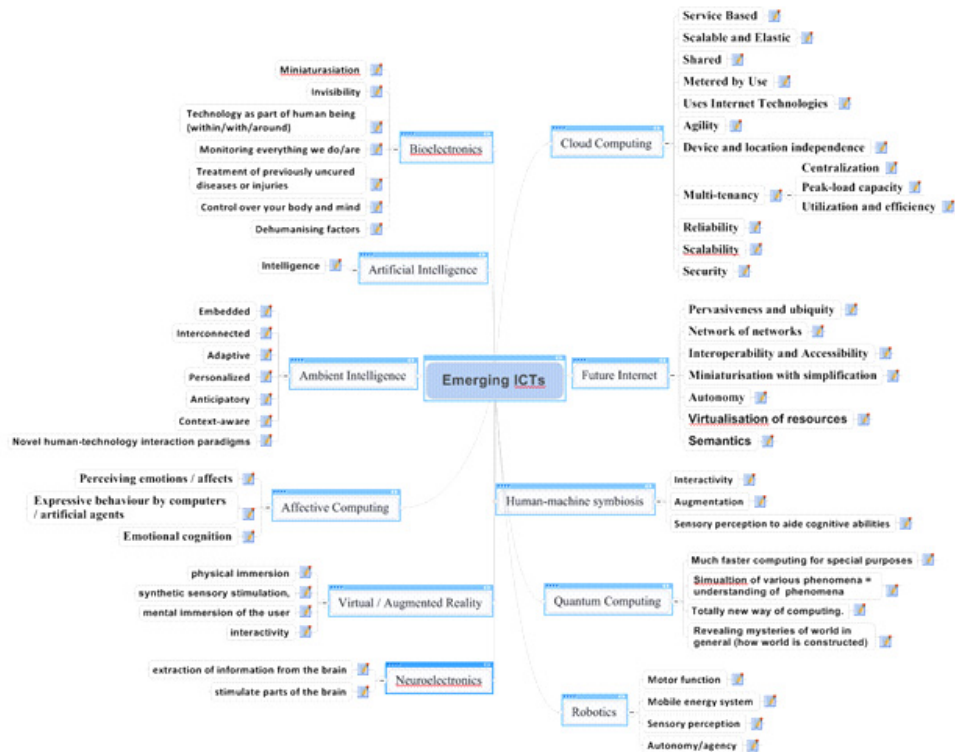 Emerging ICTs
Bioelectronics
Miniaturasiation
Invisibility
Technology as part of human being
(within/with/around)
Monitoring everything we do/are
Treatment of previously uncured
diseases or injuries
Control over your body and mind
Dehumanising factors
Artificial Intelligence
Intelligence
Ambient Intelligence
Embedded
Interconnected
Adaptive
Personalized
Anticipatory
Context-aware
Novel human-technology interaction paradigms
Affective Computing
Perceiving emotions / affects
Expressive behaviour by computers
/ artificial agents
Emotional cognition
Virtual / Augmented Reality
physical immersion
synthetic sensory stimulation,
mental immersion of the user
interactivity
Neuroelectronics
extraction of information from the brain
stimulate parts of the brain
Cloud Computing
Service Based
Scalable and Elastic
Shared
Metered by Use
Uses Internet Technologies
Agility
Device and location independence
Multi-tenancy
Centralization
Peak-load capacity
Utilization and efficiency
Reliability
Scalability
Security
Future Internet
Pervasiveness and ubiquity
Network of networks
Interoperability and Accessibility
Miniaturisation with simplification
Autonomy
Virtualisation of resources
Semantics
Human-machine symbiosis
Interactivity
Augmentation
Sensory perception to aide cognitive abilities
Quantum Computing
Much faster computing for special purposes
Simualtion of various phenomena =
understanding of phenomena
Totally new way of computing.
Revealing mysteries of world in
general (how world is constructed)
Robotics
Motor function
Mobile energy system
Sensory perception
Autonomy/agency